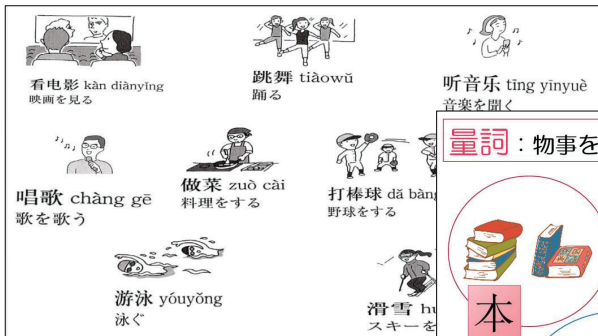 看电影 kàn diànyǐng
映画を見る
跳舞 tiàowǔ
踊る
听音乐 tīng yīnyuè
音楽を聞く
唱歌 chàng gē
歌を歌う
做菜 zuò cài
料理をする
打棒球 dǎ bàng
野球をする
游泳 yóuyǒng
泳ぐ
滑雪 hu
スキーを
量詞：物事を
本